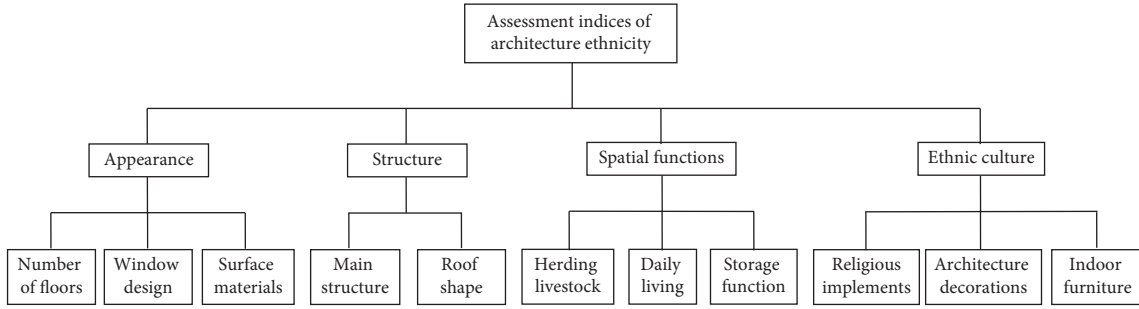 Assessment indices of
architecture ethnicity
Appearance
Structure
Spatial functions
Ethnic culture
Number
of floors
Window
design
Surface
materials
Main
structure
Roof
shape
Herding
livestock
Daily
living
Storage
function
Religious
implements
Architecture
decorations
Indoor
furniture